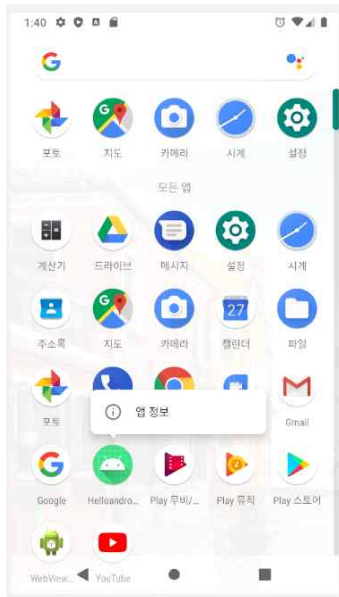 1:40
포토 지도 카메라 시계 설정
모든 앱
계산기 드라이브 메시지 설정 시계
27
주소록 지도 카메라 캘린더 파일
앱 정보
포토 Gmail
Google Helloandro... Play 무비/... Play 뮤직 Play 스토어
WebView... YouTube